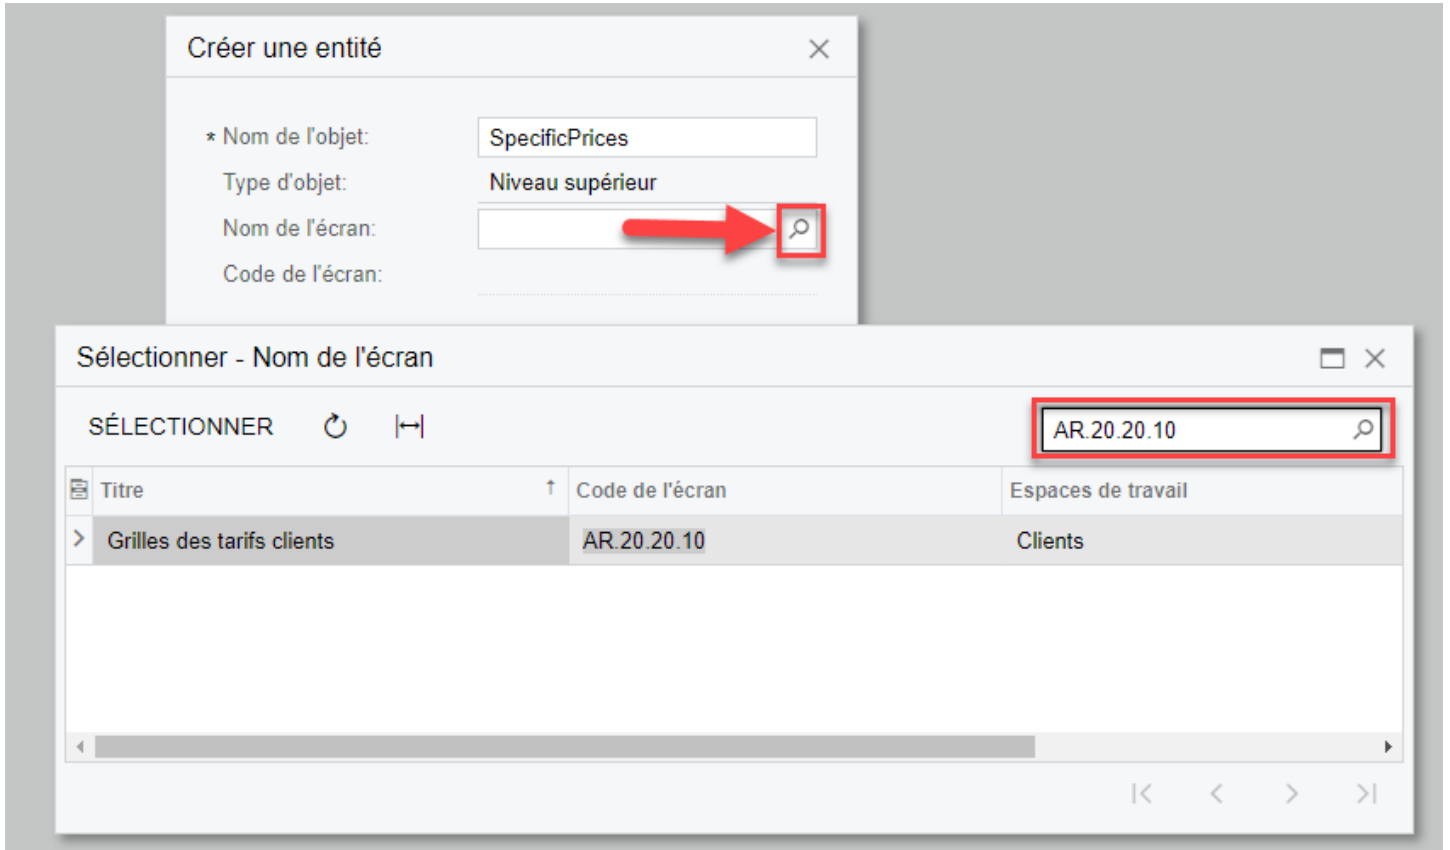 Créer une entité
* Nom de l'objet: SpecificPrices
Type d'objet: Niveau supérieur
Nom de l'écran:
Code de l'écran:
Sélectionner - Nom de l'écran
SÉLECTIONNER AR.20.20.10
Titre Code de l'écran Espaces de travail
Grilles des tarifs clients AR.20.20.10 Clients